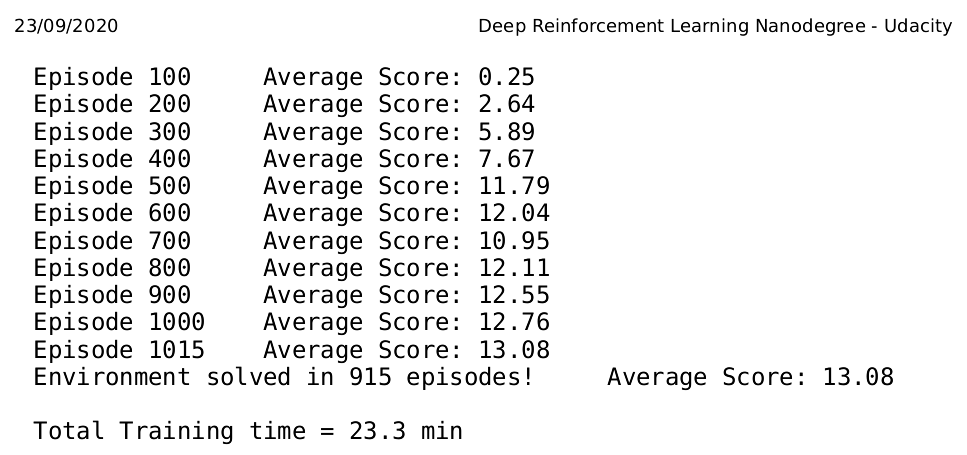 23/09/2020 Deep Reinforcement Learning Nanodegree - Udacity
Episode 100 Average Score: 0.25
Episode 200 Average Score: 2.64
Episode 300 Average Score: 5.89
Episode 400 Average Score: 7.67
Episode 500 Average Score: 11.79
Episode 600 Average Score: 12.04
Episode 700 Average Score: 10.95
Episode 800 Average Score: 12.11
Episode 900 Average Score: 12.55
Episode 1000 Average Score: 12.76
Episode 1015 Average Score: 13.08
Environment solved in 915 episodes! Average Score: 13.08
Total Training time = 23.3 min